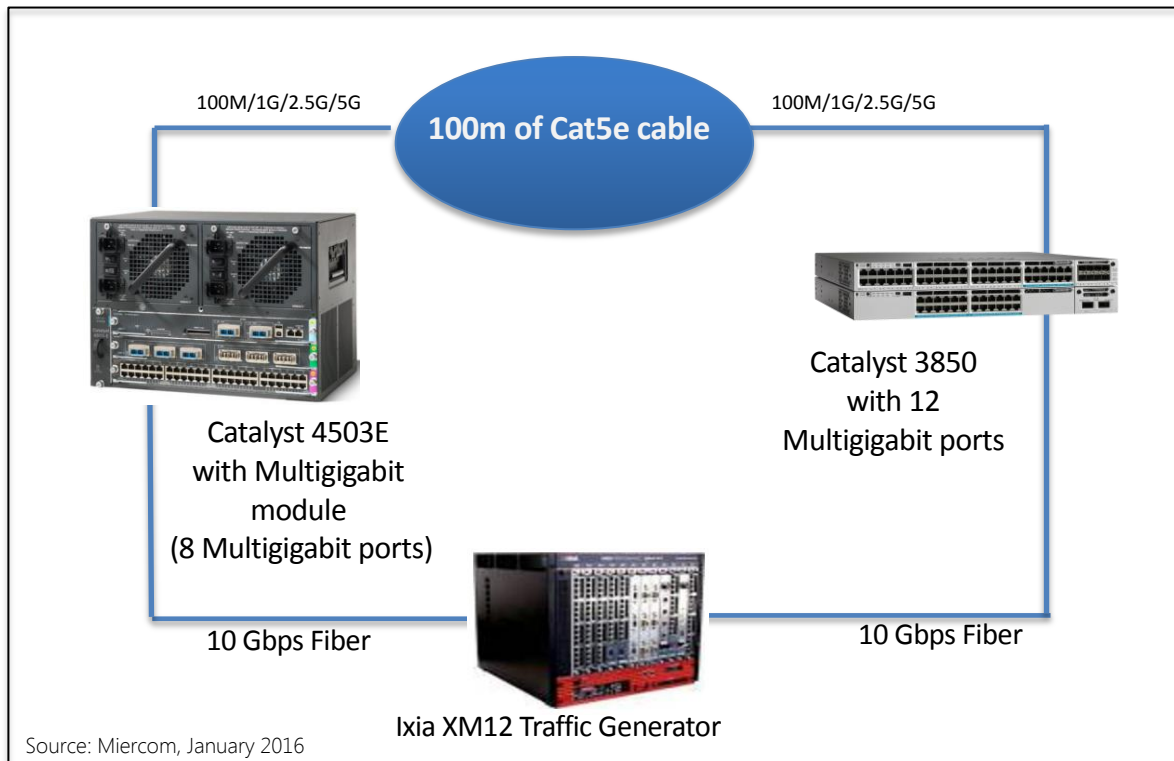 100M/1G/2.5G/5G
100M/1G/2.5G/5G
100m of Cat5e cable
Catalyst 4503E
with Multigigabit
module
(8 Multigigabit ports)
Catalyst 3850
with 12
Multigigabit ports
10 Gbps Fiber
10 Gbps Fiber
Ixia XM12 Traffic Generator
Source: Miercom, January 2016